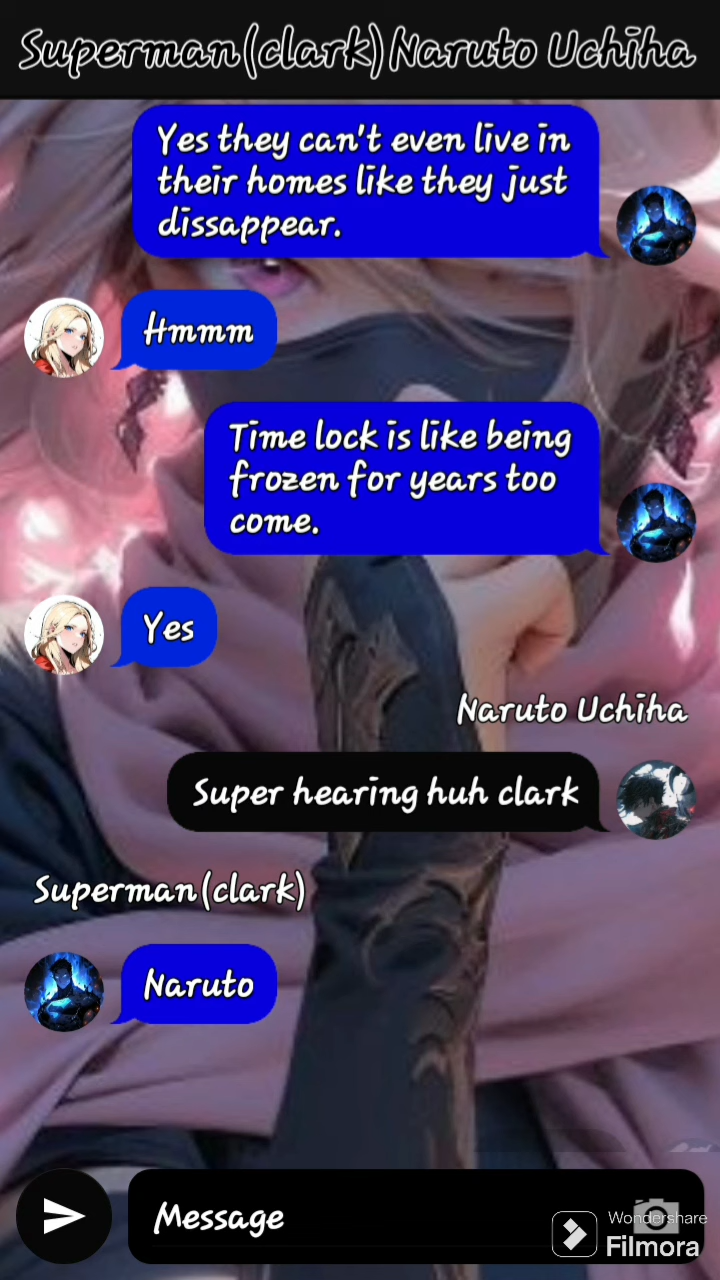 Superman(clark) Naruto Uchiha
Yes they can't even live in
their homes like they just
dissappear.
Hmmm
Time lock is like being
frozen for years too
come.
Yes
Naruto Uchiha
Super hearing huh clark
Superman(clark)
Naruto
Message
Wondershare
Filmora